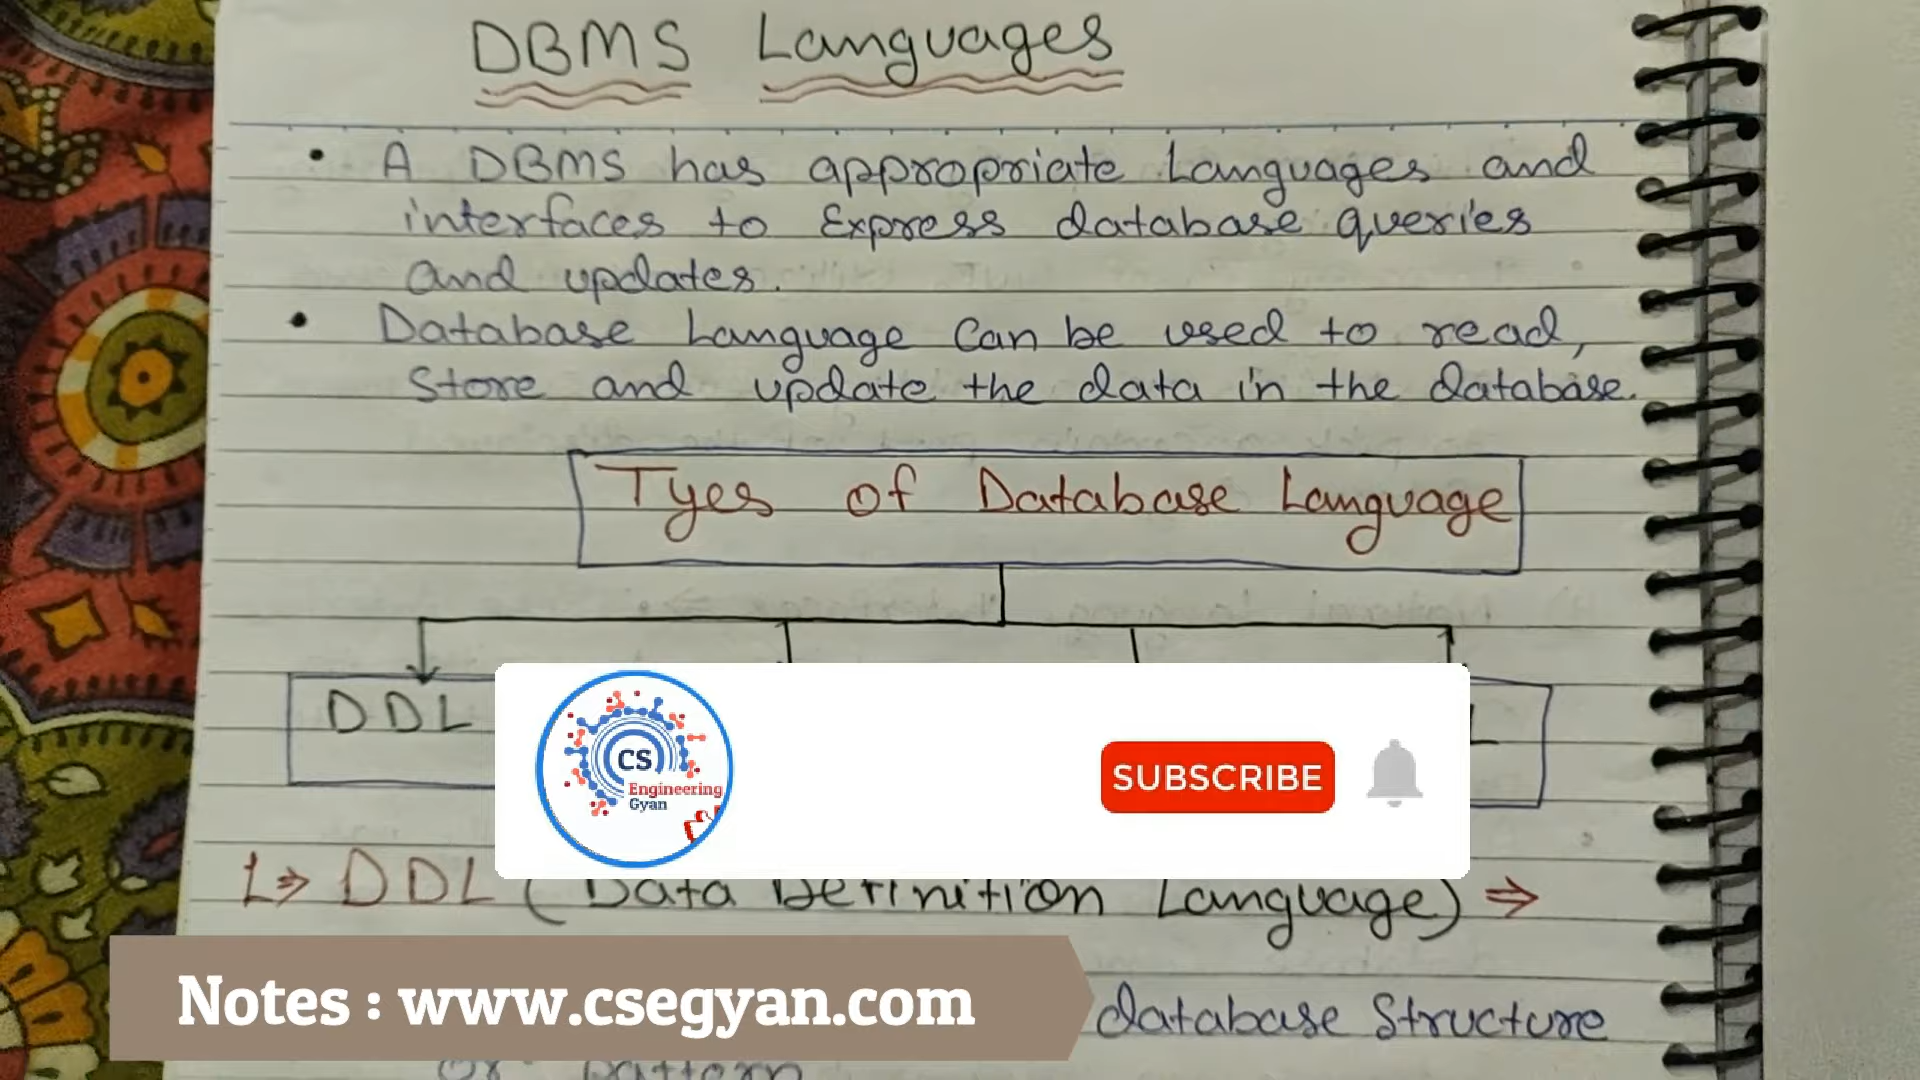 DBMS Languages
• A DBMS has appropriate Languages and
interfaces to Express database queries
and updates.
• Database Language Can be used to read,
Store and update the data in the database.
Tyes of Database Language
DDL
CS
Engineering
Gyan
SUBSCRIBE
1⇒ DDL (Data Definition Language) ⇒
Notes : www.csegyan.com
database Structure
or pattern